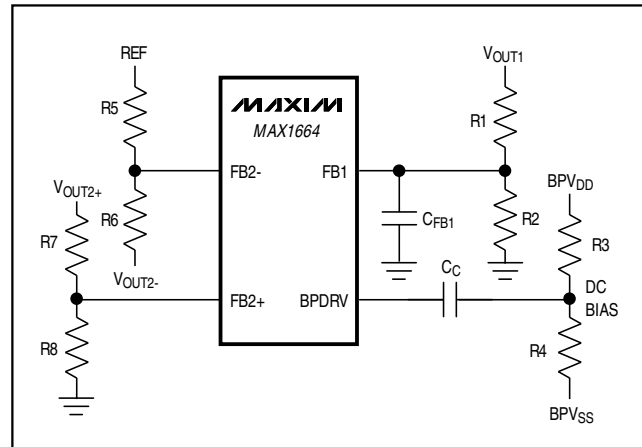 REF
R5
VOUT1
R1
MAXIM
MAX1664
FB2-
FB1
VOUT2+
R6
CFB1
R2
BPVDD
R7
VOUT2-
CC
R3
FB2+
BPDRV
DC
BIAS
R8
R4
BPVSS